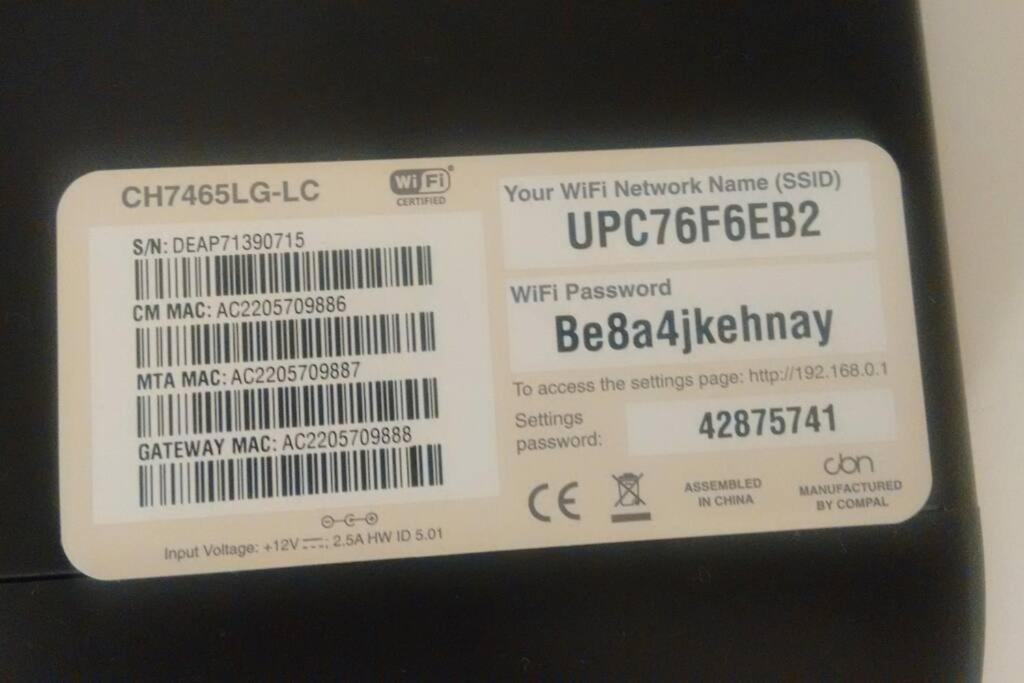 CH7465LG-LC
WiFi
CERTIFIED
S/N: DEAP71390715
CM MAC: AC2205709886
MTA MAC: AC2205709887
GATEWAY MAC: AC2205709888
Input Voltage: +12V ⎓; 2.5A HW ID 5.01
Your WiFi Network Name (SSID)
UPC76F6EB2
WiFi Password
Be8a4jkehnay
To access the settings page: http://192.168.0.1
Settings
password:
42875741
CE
ASSEMBLED
IN CHINA
cbn
MANUFACTURED
BY COMPAL